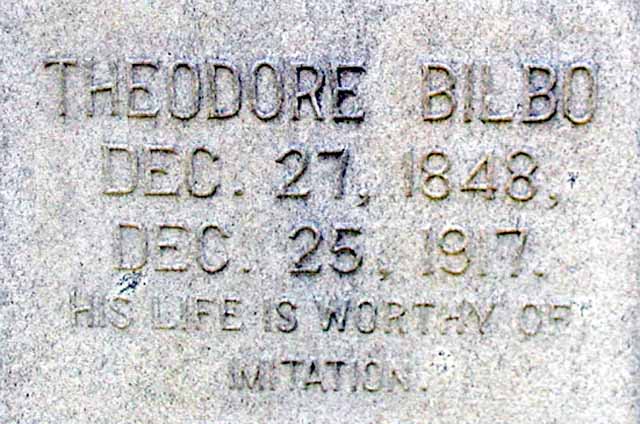 THEODORE BILBO
DEC. 27, 1848,
DEC. 25, 1917.
HIS LIFE IS WORTHY OF
IMITATION.